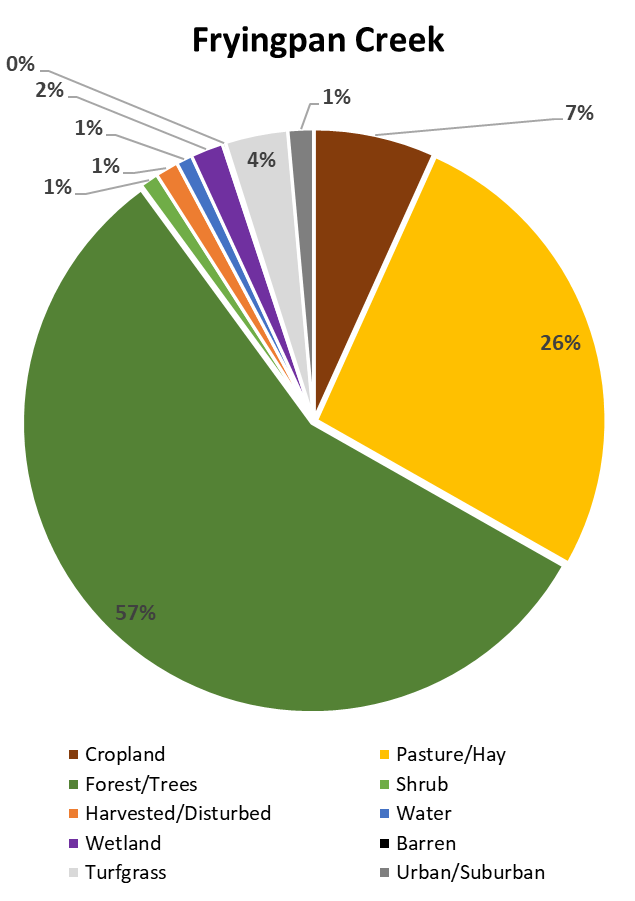 Fryingpan Creek
0%
2%
1%
1%
1%
4%
1%
7%
26%
57%
Cropland
Pasture/Hay
Forest/Trees
Shrub
Harvested/Disturbed
Water
Wetland
Barren
Turfgrass
Urban/Suburban